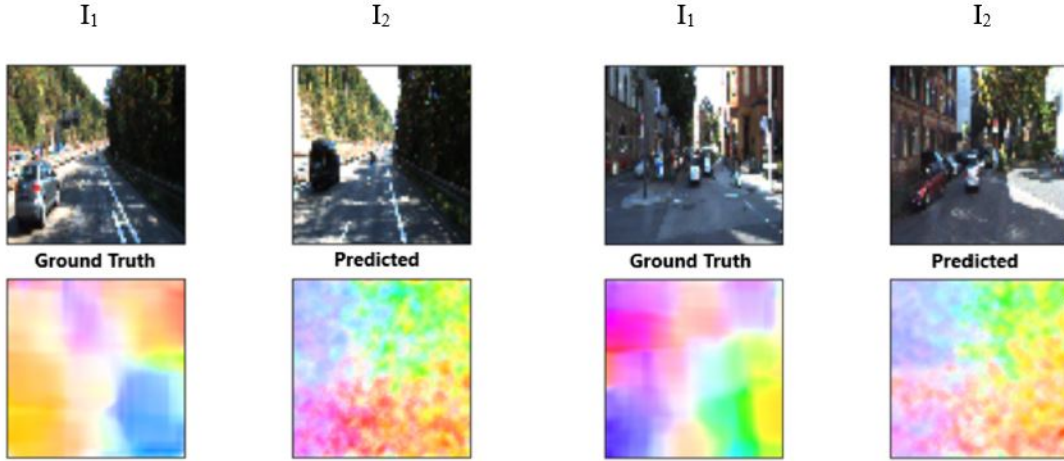 I₁ I₂ I₁ I₂
Ground Truth Predicted Ground Truth Predicted